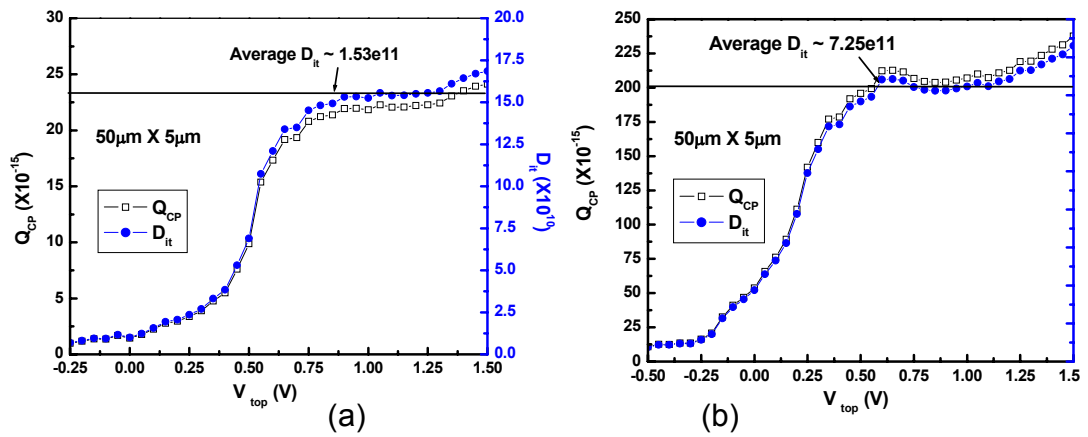 30
25
20
15
10
5
0
Q_CP (X10^-15)
Average D_it ~ 1.53e11
50μm X 5μm
Q_CP
D_it
20.0
17.5
15.0
12.5
10.0
7.5
5.0
2.5
0.0
D_it (X10^10)
-0.25 0.00 0.25 0.50 0.75 1.00 1.25 1.50
V_top (V)
(a)
250
225
200
175
150
125
100
75
50
25
0
Q_CP (X10^-15)
Average D_it ~ 7.25e11
50μm X 5μm
Q_CP
D_it
-0.50 -0.25 0.00 0.25 0.50 0.75 1.00 1.25 1.5
V_top (V)
(b)